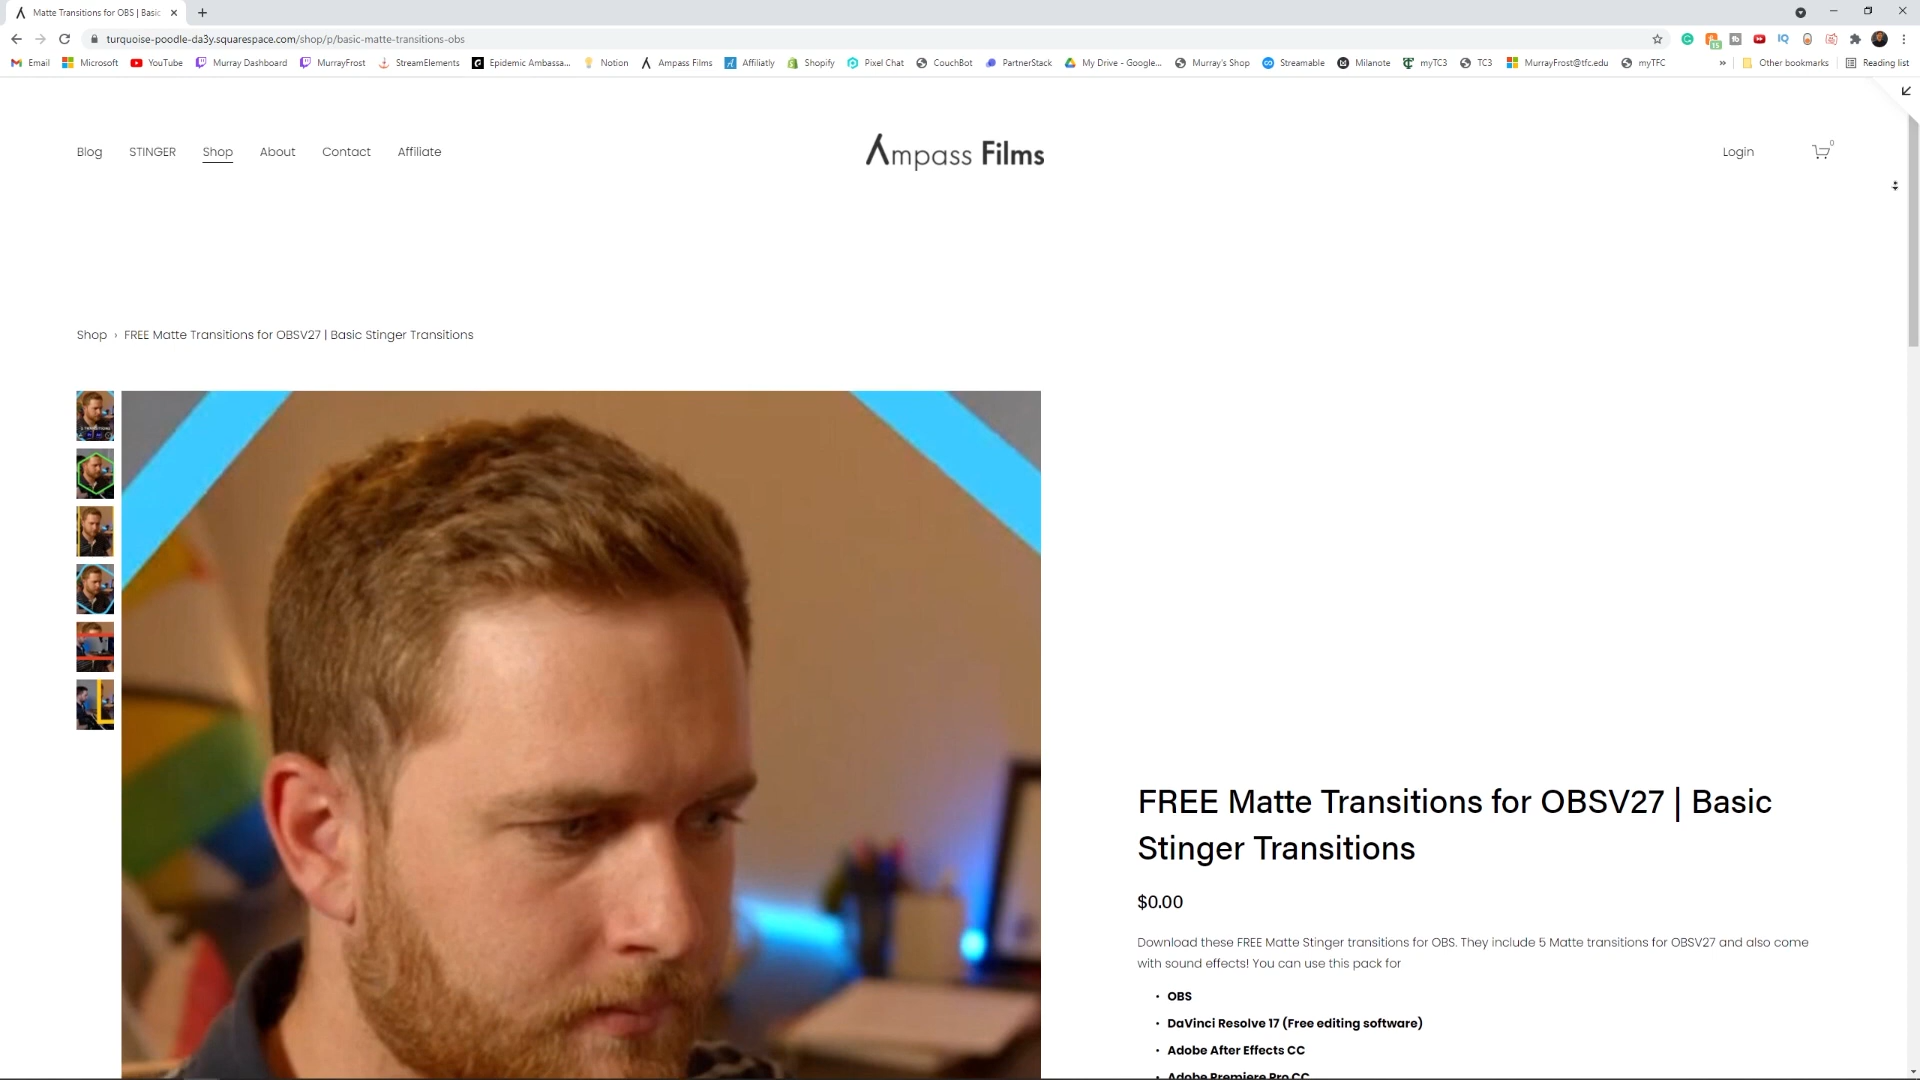 Matte Transitions for OBS | Basic
turquoise-poodle-da3y.squarespace.com/shop/p/basic-matte-transitions-obs
Email Microsoft YouTube Murray Dashboard MurrayFrost StreamElements Epidemic Ambassa... Notion Ampass Films Affiliatly Shopify Pixel Chat CouchBot PartnerStack My Drive - Google... Murray's Shop Streamable Milanote myTC3 TC3 MurrayFrost@tfc.edu myTFC » Other bookmarks Reading list
Blog STINGER Shop About Contact Affiliate
Ampass Films
Login 0
Shop › FREE Matte Transitions for OBSV27 | Basic Stinger Transitions
FREE Matte Transitions for OBSV27 | Basic
Stinger Transitions
$0.00
Download these FREE Matte Stinger transitions for OBS. They include 5 Matte transitions for OBSV27 and also come
with sound effects! You can use this pack for
• OBS
• DaVinci Resolve 17 (Free editing software)
• Adobe After Effects CC
• Adobe Premiere Pro CC